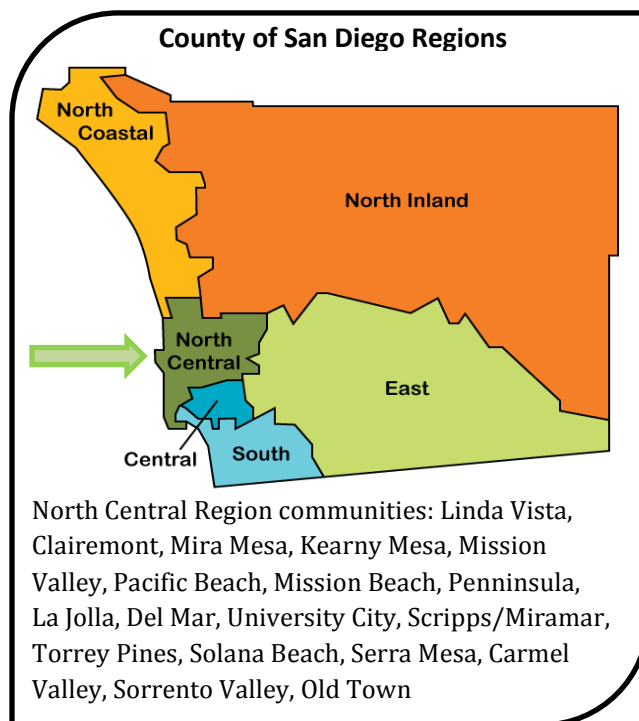 County of San Diego Regions
North
Coastal
North Inland
North
Central
East
Central
South
North Central Region communities: Linda Vista,
Clairemont, Mira Mesa, Kearny Mesa, Mission
Valley, Pacific Beach, Mission Beach, Penninsula,
La Jolla, Del Mar, University City, Scripps/Miramar,
Torrey Pines, Solana Beach, Serra Mesa, Carmel
Valley, Sorrento Valley, Old Town